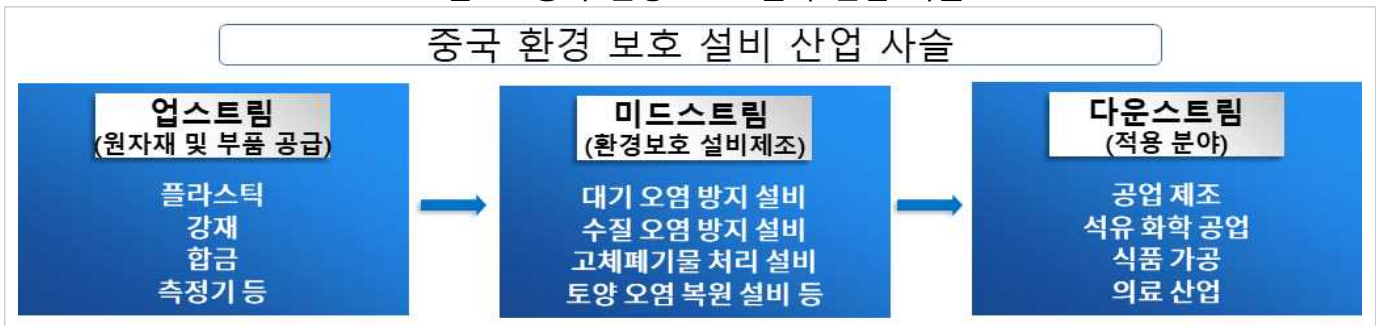 중국 환경 보호 설비 산업 사슬
업스트림
(원자재 및 부품 공급)
플라스틱
강재
합금
측정기 등
미드스트림
(환경보호 설비제조)
대기 오염 방지 설비
수질 오염 방지 설비
고체폐기물 처리 설비
토양 오염 복원 설비 등
다운스트림
(적용 분야)
공업 제조
석유 화학 공업
식품 가공
의료 산업